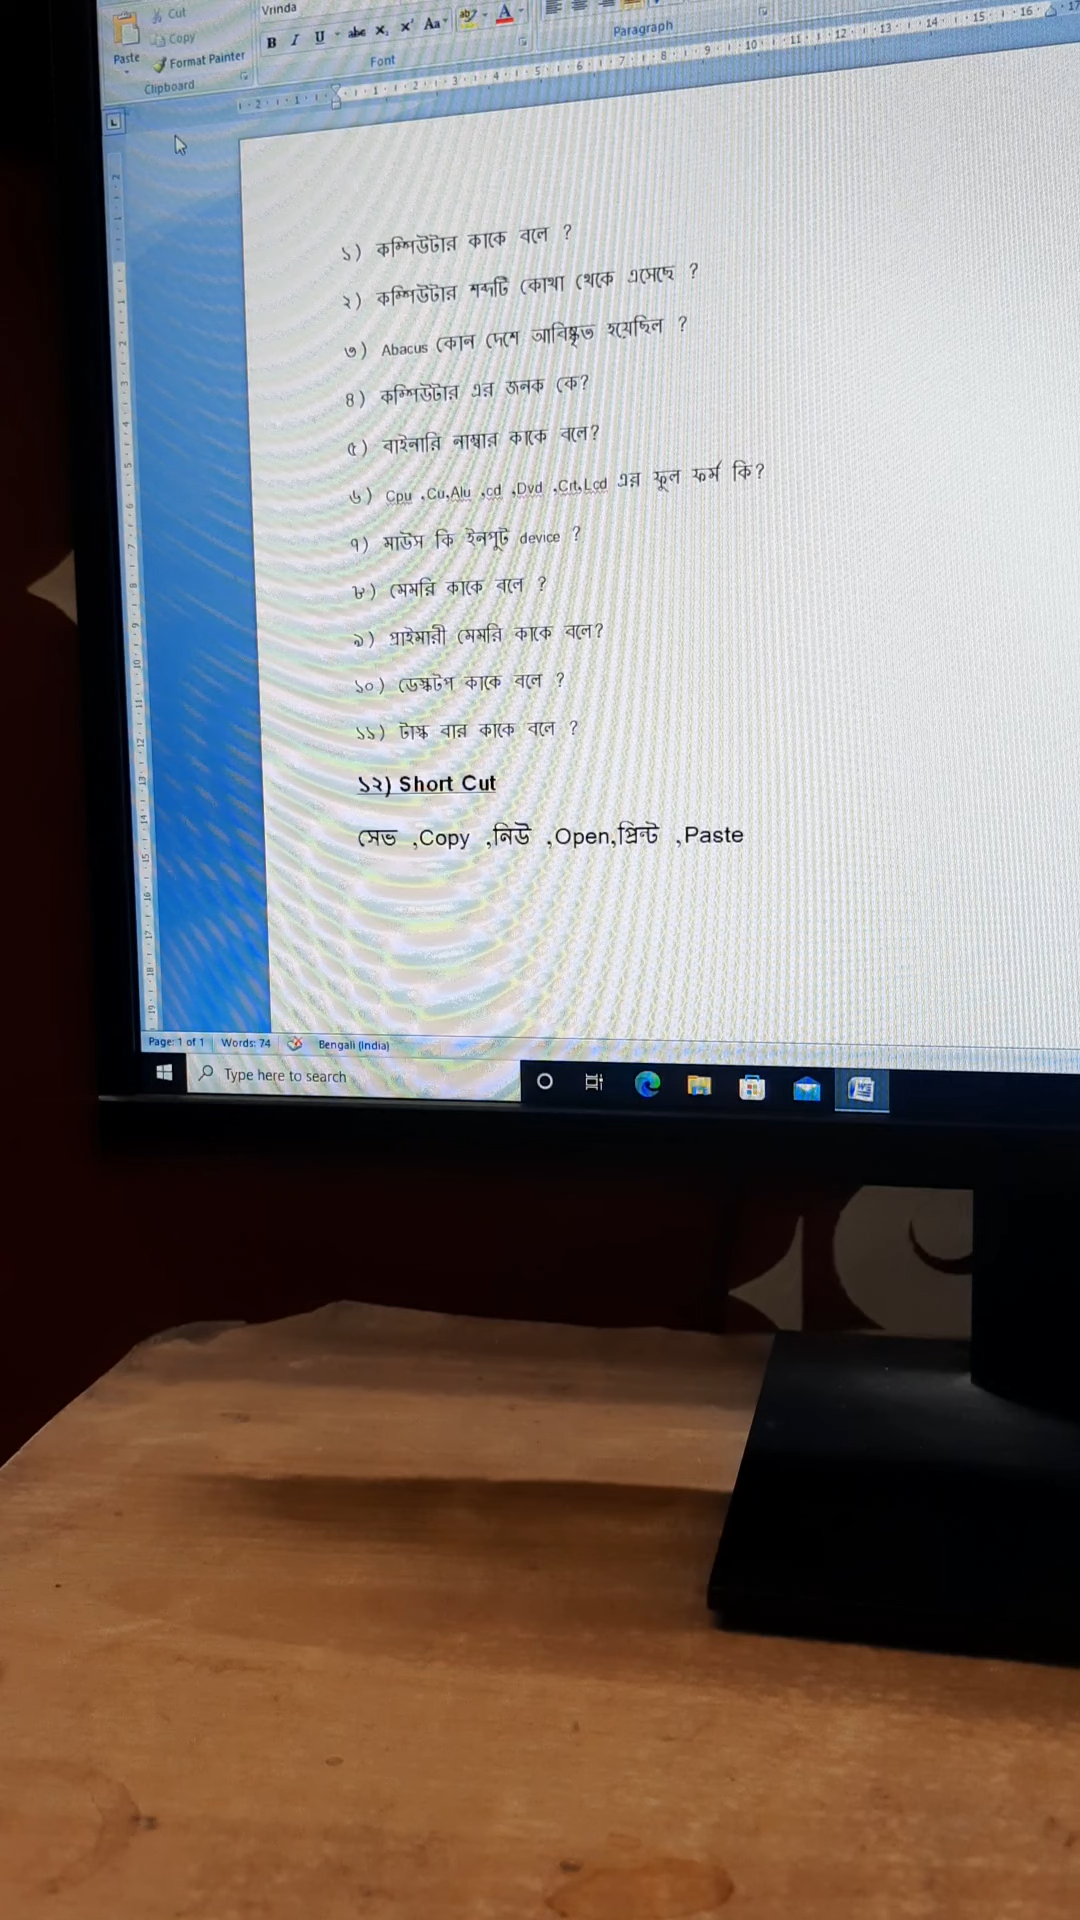 Cut
Copy
Paste
Format Painter
Clipboard
Vrinda
B I U abc X, X' Aa ab A
Font
Paragraph
১) কম্পিউটার কাকে বলে ?
২) কম্পিউটার শব্দটি কোথা থেকে এসেছে ?
৩) Abacus কোন দেশে আবিষ্কৃত হয়েছিল ?
৪) কম্পিউটার এর জনক কে?
৫) বাইনারি নাম্বার কাকে বলে?
৬) Cpu ,Cu,Alu ,cd ,Dvd ,Crt,Lcd এর ফুল ফর্ম কি?
৭) মাউস কি ইনপুট device ?
৮) মেমরি কাকে বলে ?
৯) প্রাইমারী মেমরি কাকে বলে?
১০) ডেস্কটপ কাকে বলে ?
১১) টাস্ক বার কাকে বলে ?
১২) Short Cut
সেভ ,Copy ,নিউ ,Open,প্রিন্ট ,Paste
Page: 1 of 1 Words: 74 Bengali (India)
Type here to search